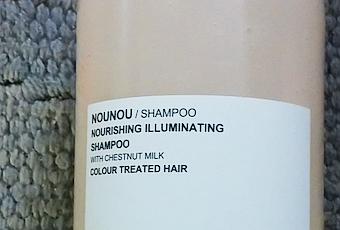 NOUNOU / SHAMPOO
NOURISHING ILLUMINATING
SHAMPOO
WITH CHESTNUT MILK
COLOUR TREATED HAIR